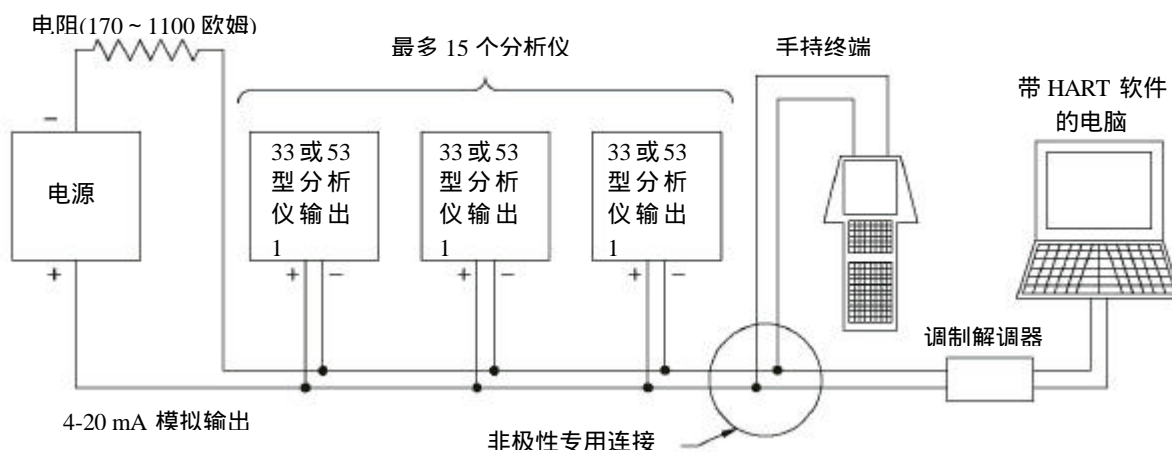 电阻(170 ~ 1100 欧姆)
最多 15 个分析仪
手持终端
带 HART 软件
的电脑
−
电源
+
33 或 53
型分析
仪输出
1
+ −
33 或 53
型分析
仪输出
1
+ −
33 或 53
型分析
仪输出
1
+ −
调制解调器
4-20 mA 模拟输出
非极性专用连接